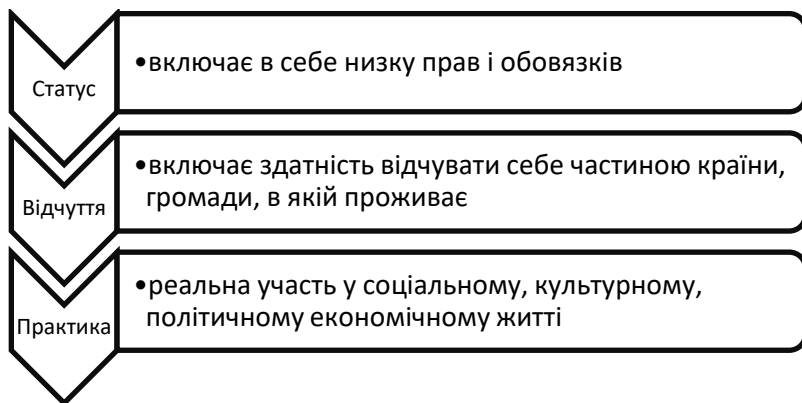 Статус
•включає в себе низку прав і обовязків
Відчуття
•включає здатність відчувати себе частиною країни,
громади, в якій проживає
Практика
•реальна участь у соціальному, культурному,
політичному економічному житті